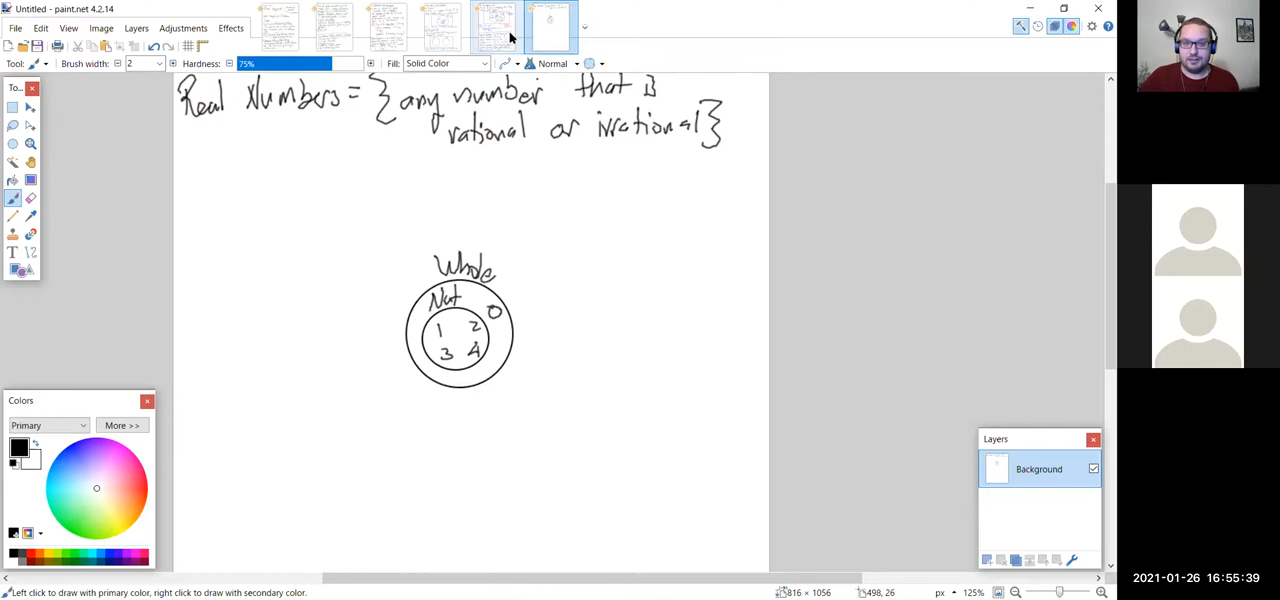 Untitled - paint.net 4.2.14
File Edit View Image Layers Adjustments Effects
Tool: Brush width: 2 Hardness: 75% Fill: Solid Color Normal
To...
Real Numbers = {any number that is
rational or irrational}
Whole
Nat
0
1 2
3 4
Colors
Primary More >>
Layers
Background
2021-01-26 16:55:39
Left click to draw with primary color, right click to draw with secondary color.
816 × 1056 498, 26 px 125%